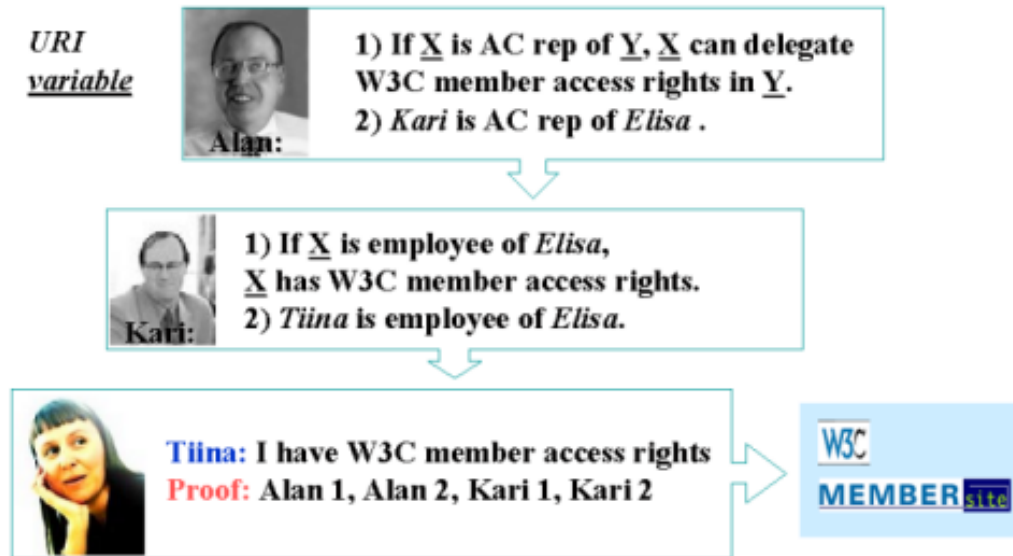 URI
variable
1) If X is AC rep of Y, X can delegate
W3C member access rights in Y.
2) Kari is AC rep of Elisa .
Alan:
1) If X is employee of Elisa,
X has W3C member access rights.
2) Tiina is employee of Elisa.
Kari:
Tiina: I have W3C member access rights
Proof: Alan 1, Alan 2, Kari 1, Kari 2
W3C
MEMBER site